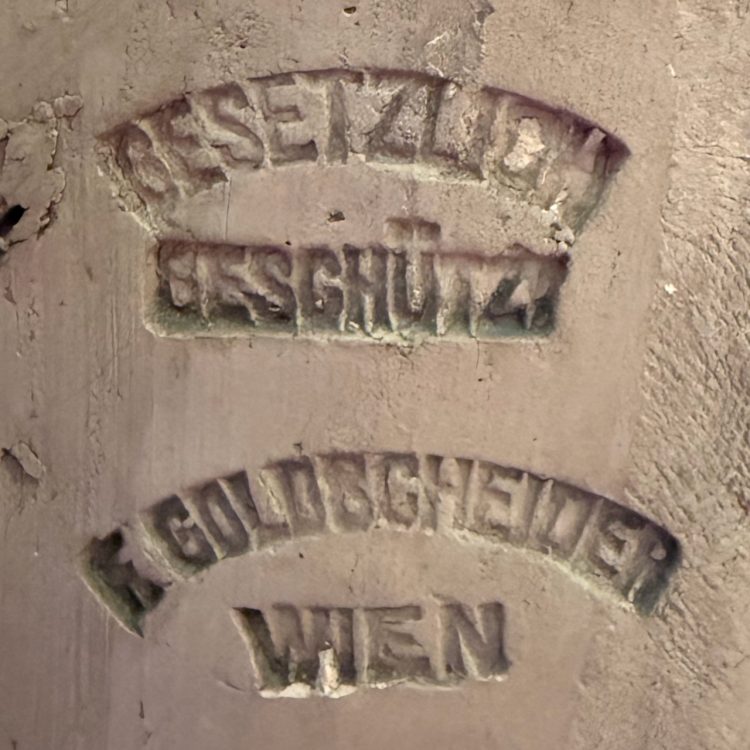 GESETZLICH
GESCHÜTZT
F. GOLDSCHEIDER
WIEN